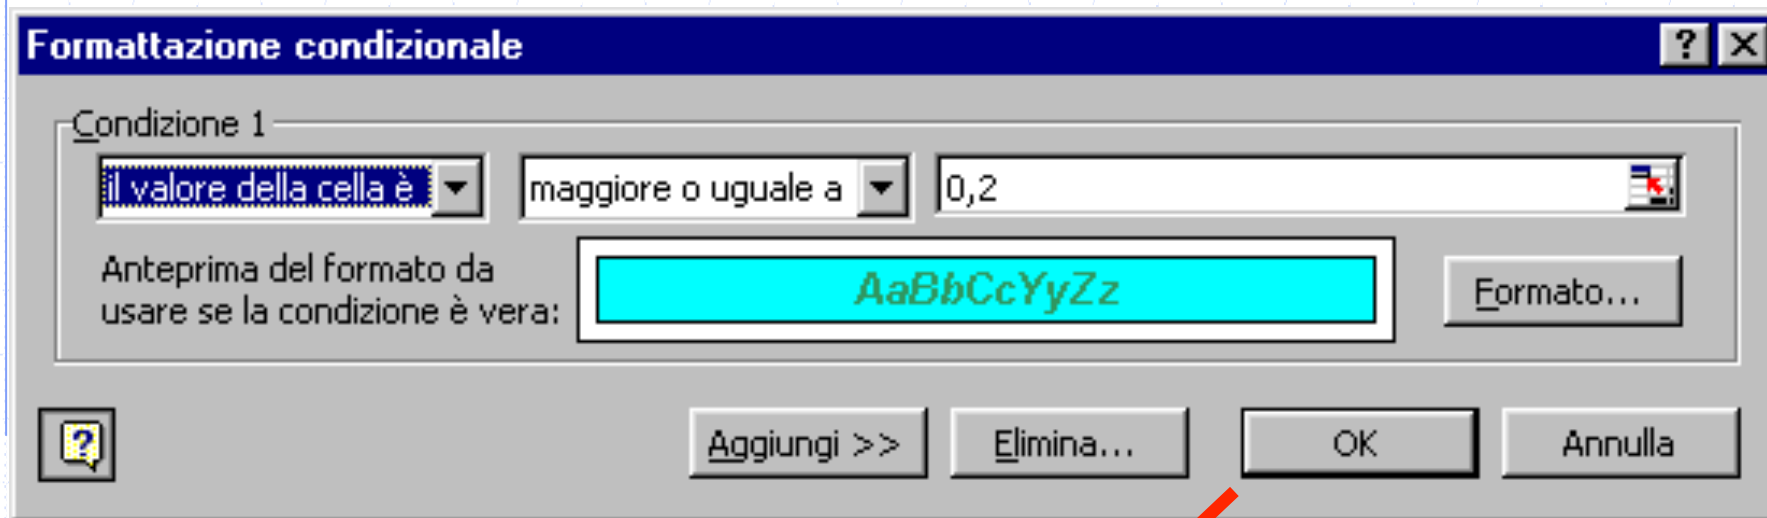 Formattazione condizionale
Condizione 1
il valore della cella è maggiore o uguale a 0,2
Anteprima del formato da
usare se la condizione è vera:
AaBbCcYyZz
Formato...
Aggiungi >> Elimina... OK Annulla